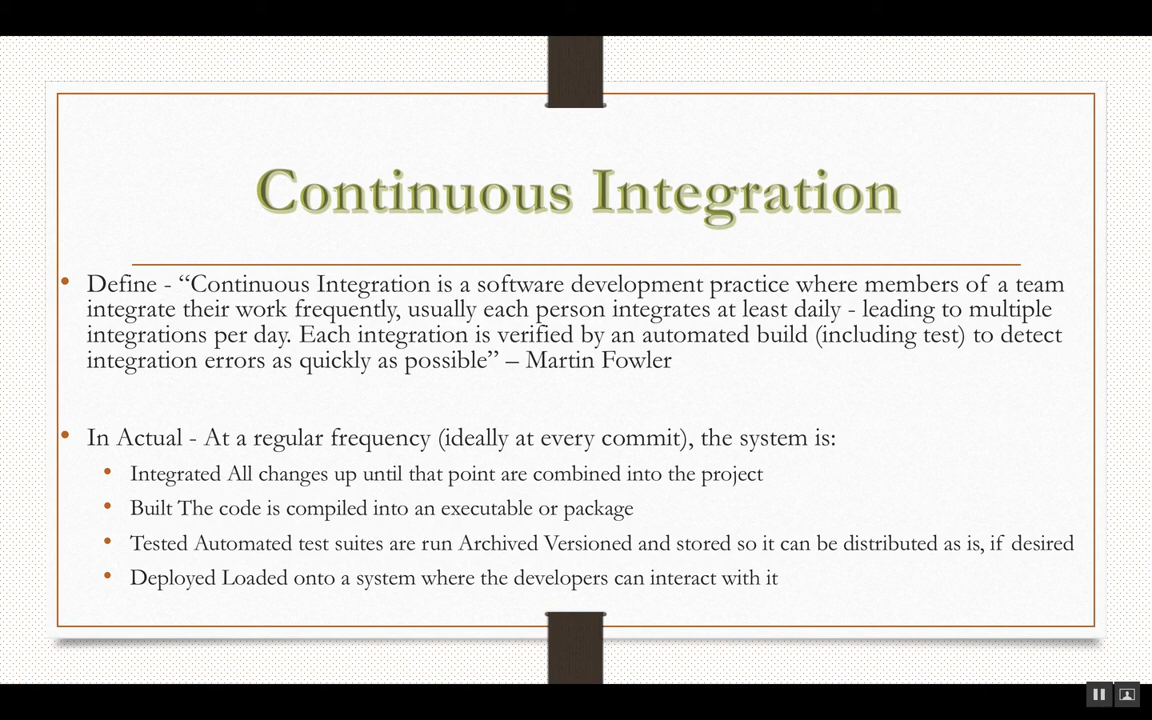 Continuous Integration
• Define - “Continuous Integration is a software development practice where members of a team
integrate their work frequently, usually each person integrates at least daily - leading to multiple
integrations per day. Each integration is verified by an automated build (including test) to detect
integration errors as quickly as possible” – Martin Fowler
• In Actual - At a regular frequency (ideally at every commit), the system is:
• Integrated All changes up until that point are combined into the project
• Built The code is compiled into an executable or package
• Tested Automated test suites are run Archived Versioned and stored so it can be distributed as is, if desired
• Deployed Loaded onto a system where the developers can interact with it